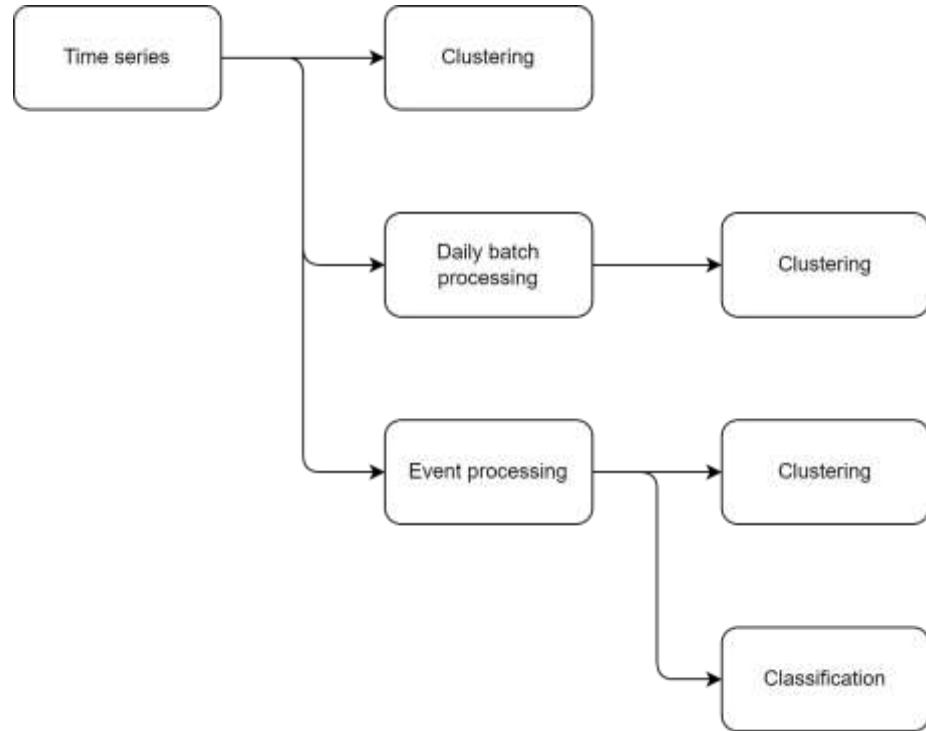 Time series
Clustering
Daily batch
processing
Clustering
Event processing
Clustering
Classification